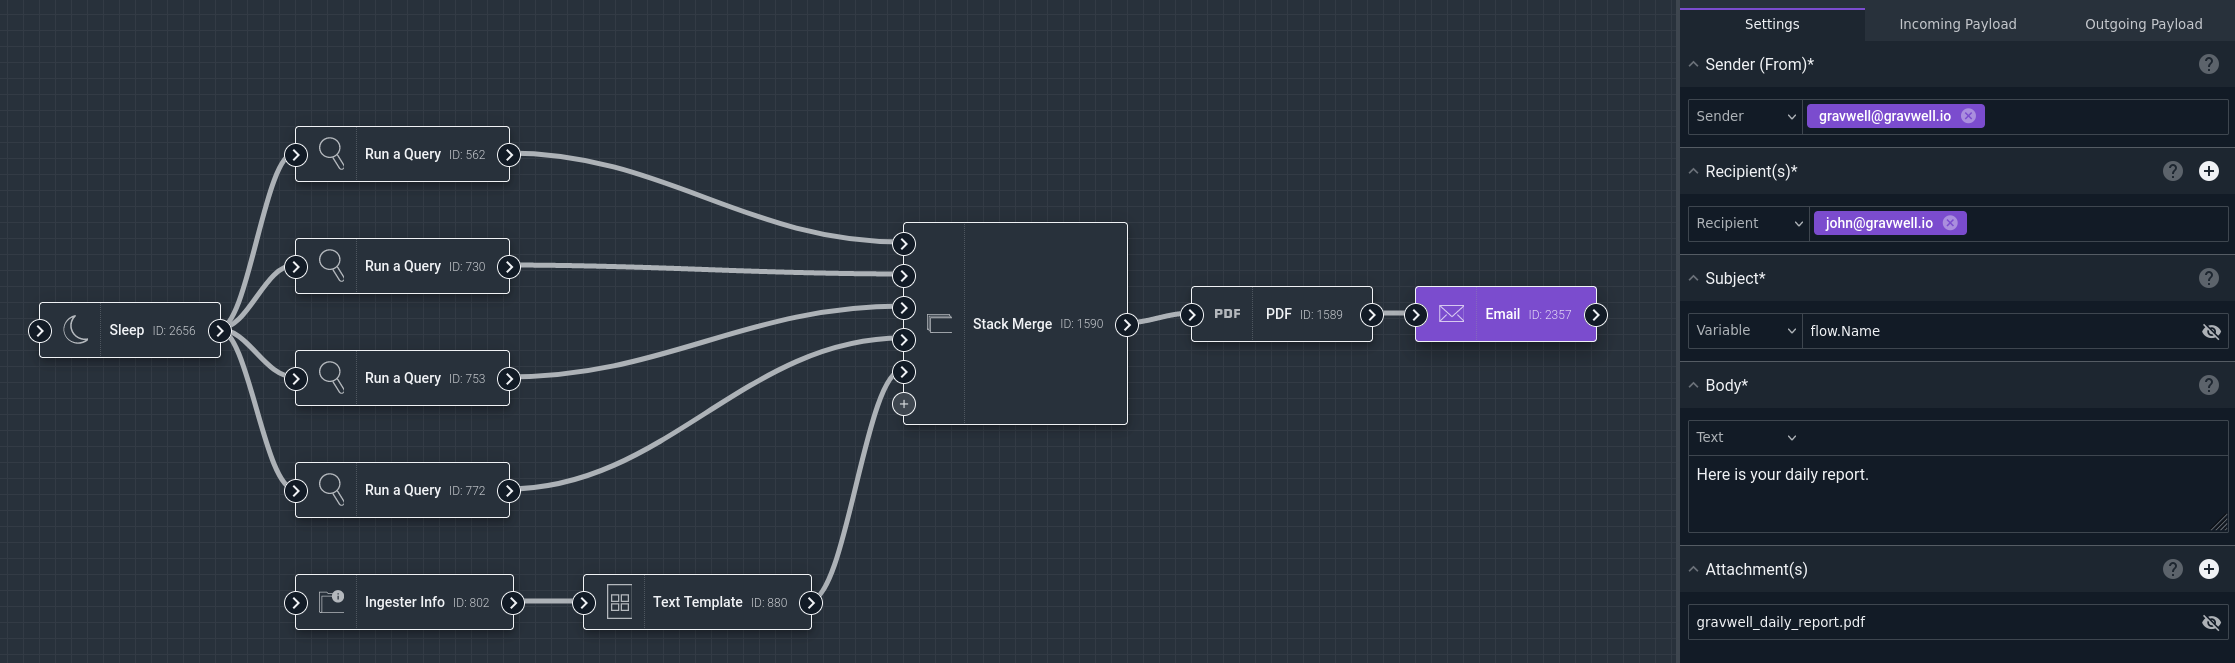 Settings Incoming Payload Outgoing Payload
Sender (From)*
Sender gravwell@gravwell.io
Recipient(s)*
Recipient john@gravwell.io
Subject*
Variable flow.Name
Body*
Text
Here is your daily report.
Attachment(s)
gravwell_daily_report.pdf
Run a Query ID: 562
Run a Query ID: 730
Sleep ID: 2656
Run a Query ID: 753
Run a Query ID: 772
Ingester Info ID: 802
Text Template ID: 880
Stack Merge ID: 1590
PDF PDF ID: 1589
Email ID: 2357